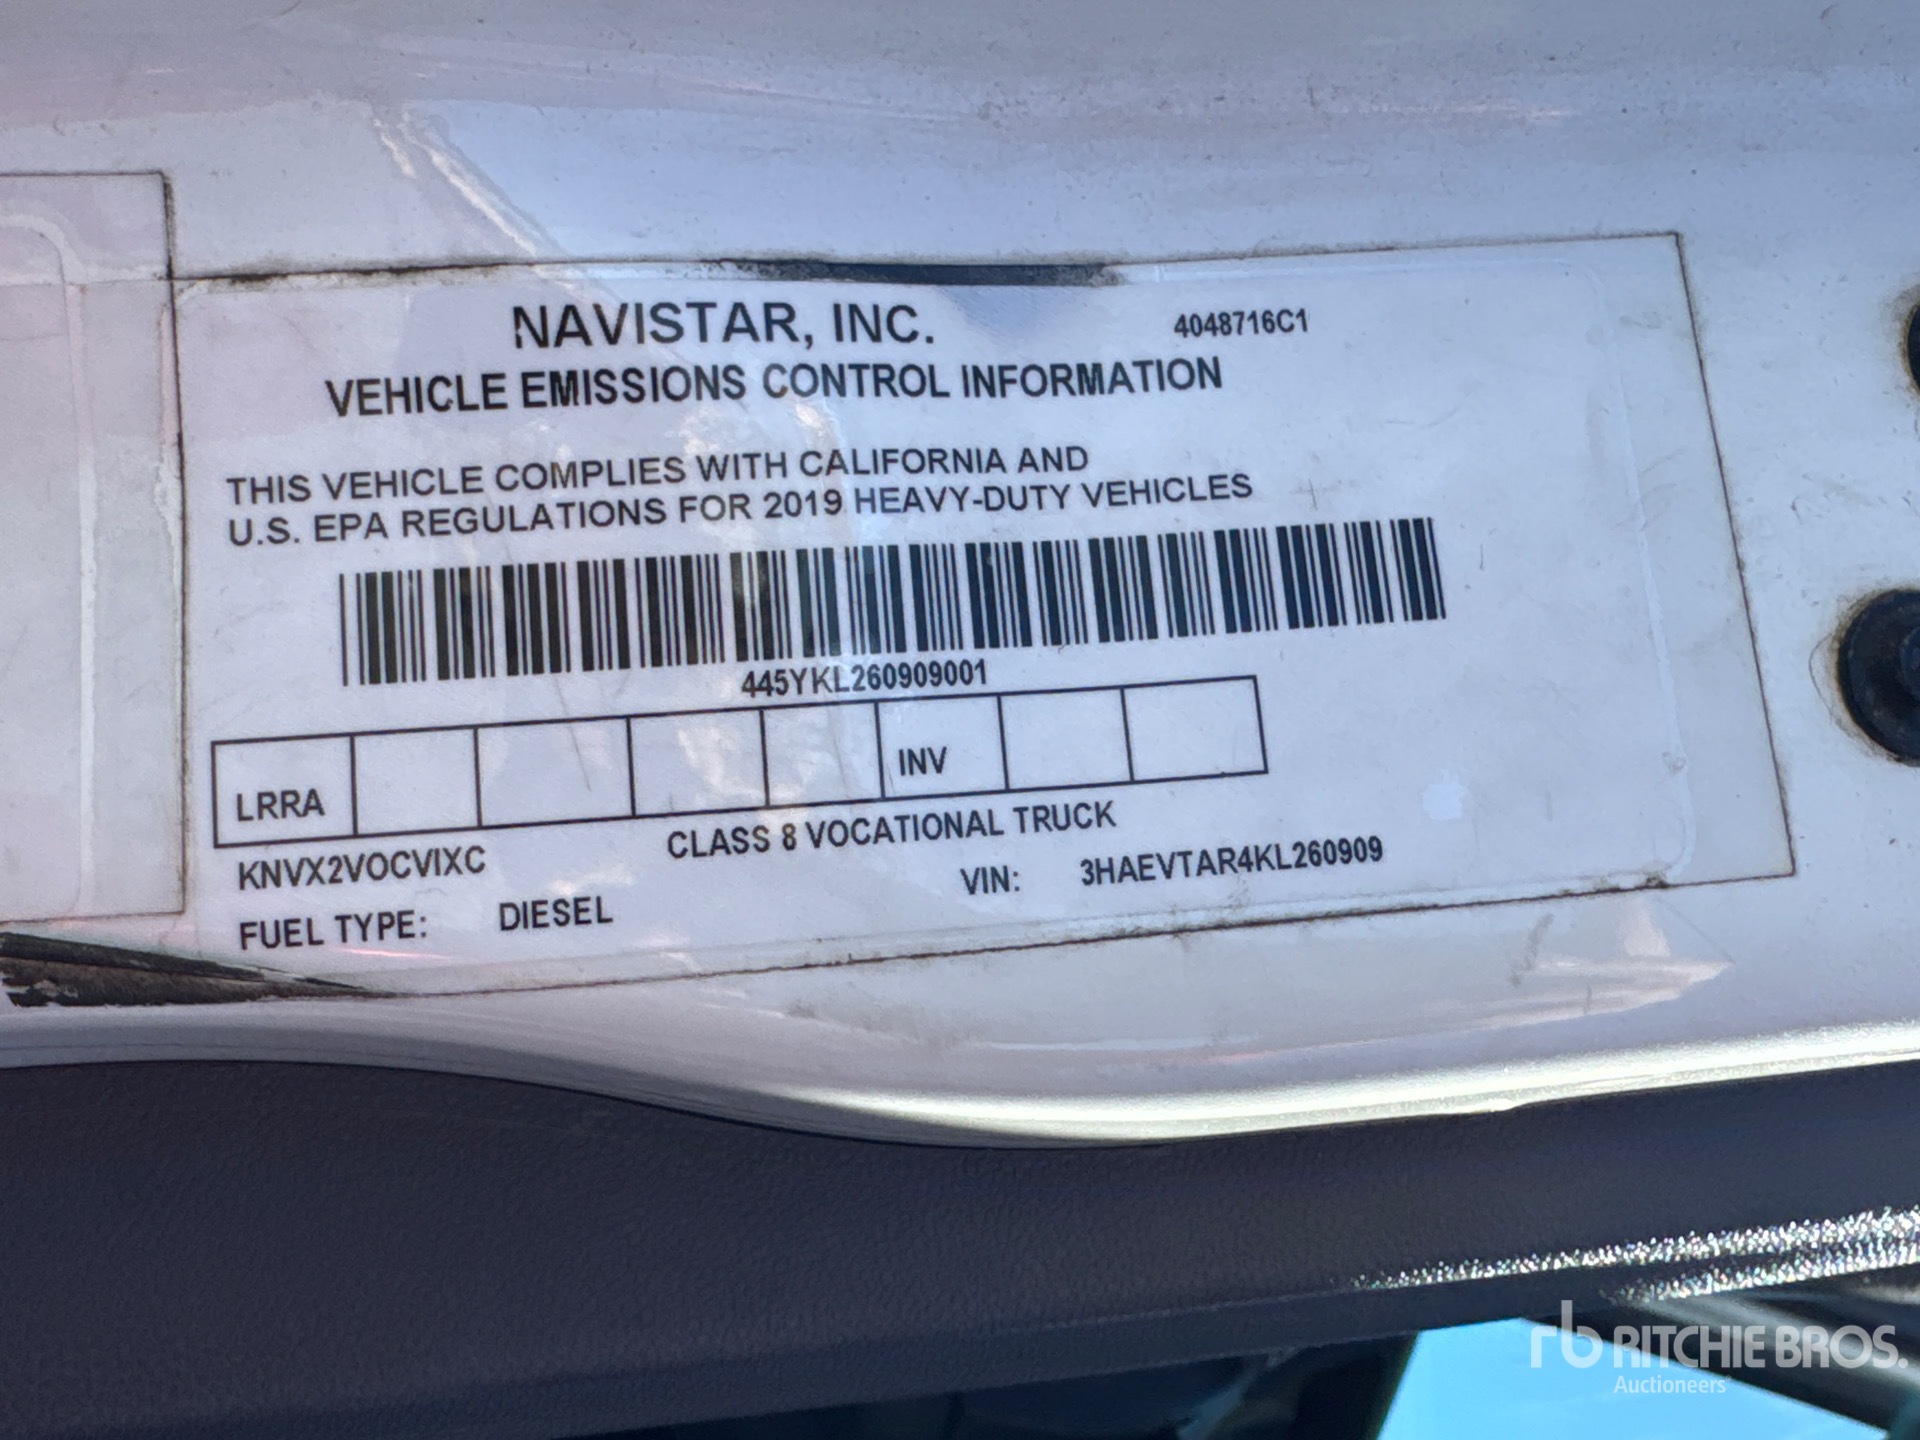 NAVISTAR, INC.
4048716C1
VEHICLE EMISSIONS CONTROL INFORMATION
THIS VEHICLE COMPLIES WITH CALIFORNIA AND
U.S. EPA REGULATIONS FOR 2019 HEAVY-DUTY VEHICLES
445YKL260909001
LRRA INV
CLASS 8 VOCATIONAL TRUCK
KNVX2VOCVIXC
VIN: 3HAEVTAR4KL260909
FUEL TYPE: DIESEL
rb RITCHIE BROS.
Auctioneers